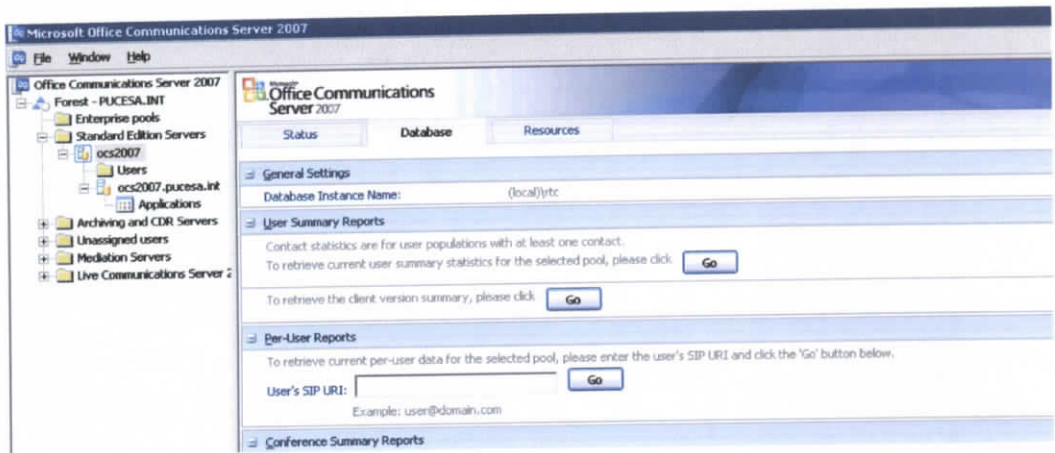 Microsoft Office Communications Server 2007
File Window Help
Office Communications Server 2007
Forest - PUCESA.INT
Enterprise pools
Standard Edition Servers
ocs2007
Users
ocs2007.pucesa.int
Applications
Archiving and CDR Servers
Unassigned users
Mediation Servers
Live Communications Server 2
Microsoft
Office Communications
Server 2007
Status Database Resources
General Settings
Database Instance Name: (local)\rtc
User Summary Reports
Contact statistics are for user populations with at least one contact.
To retrieve current user summary statistics for the selected pool, please click Go
To retrieve the client version summary, please click Go
Per-User Reports
To retrieve current per-user data for the selected pool, please enter the user's SIP URI and click the 'Go' button below.
User's SIP URI: Go
Example: user@domain.com
Conference Summary Reports